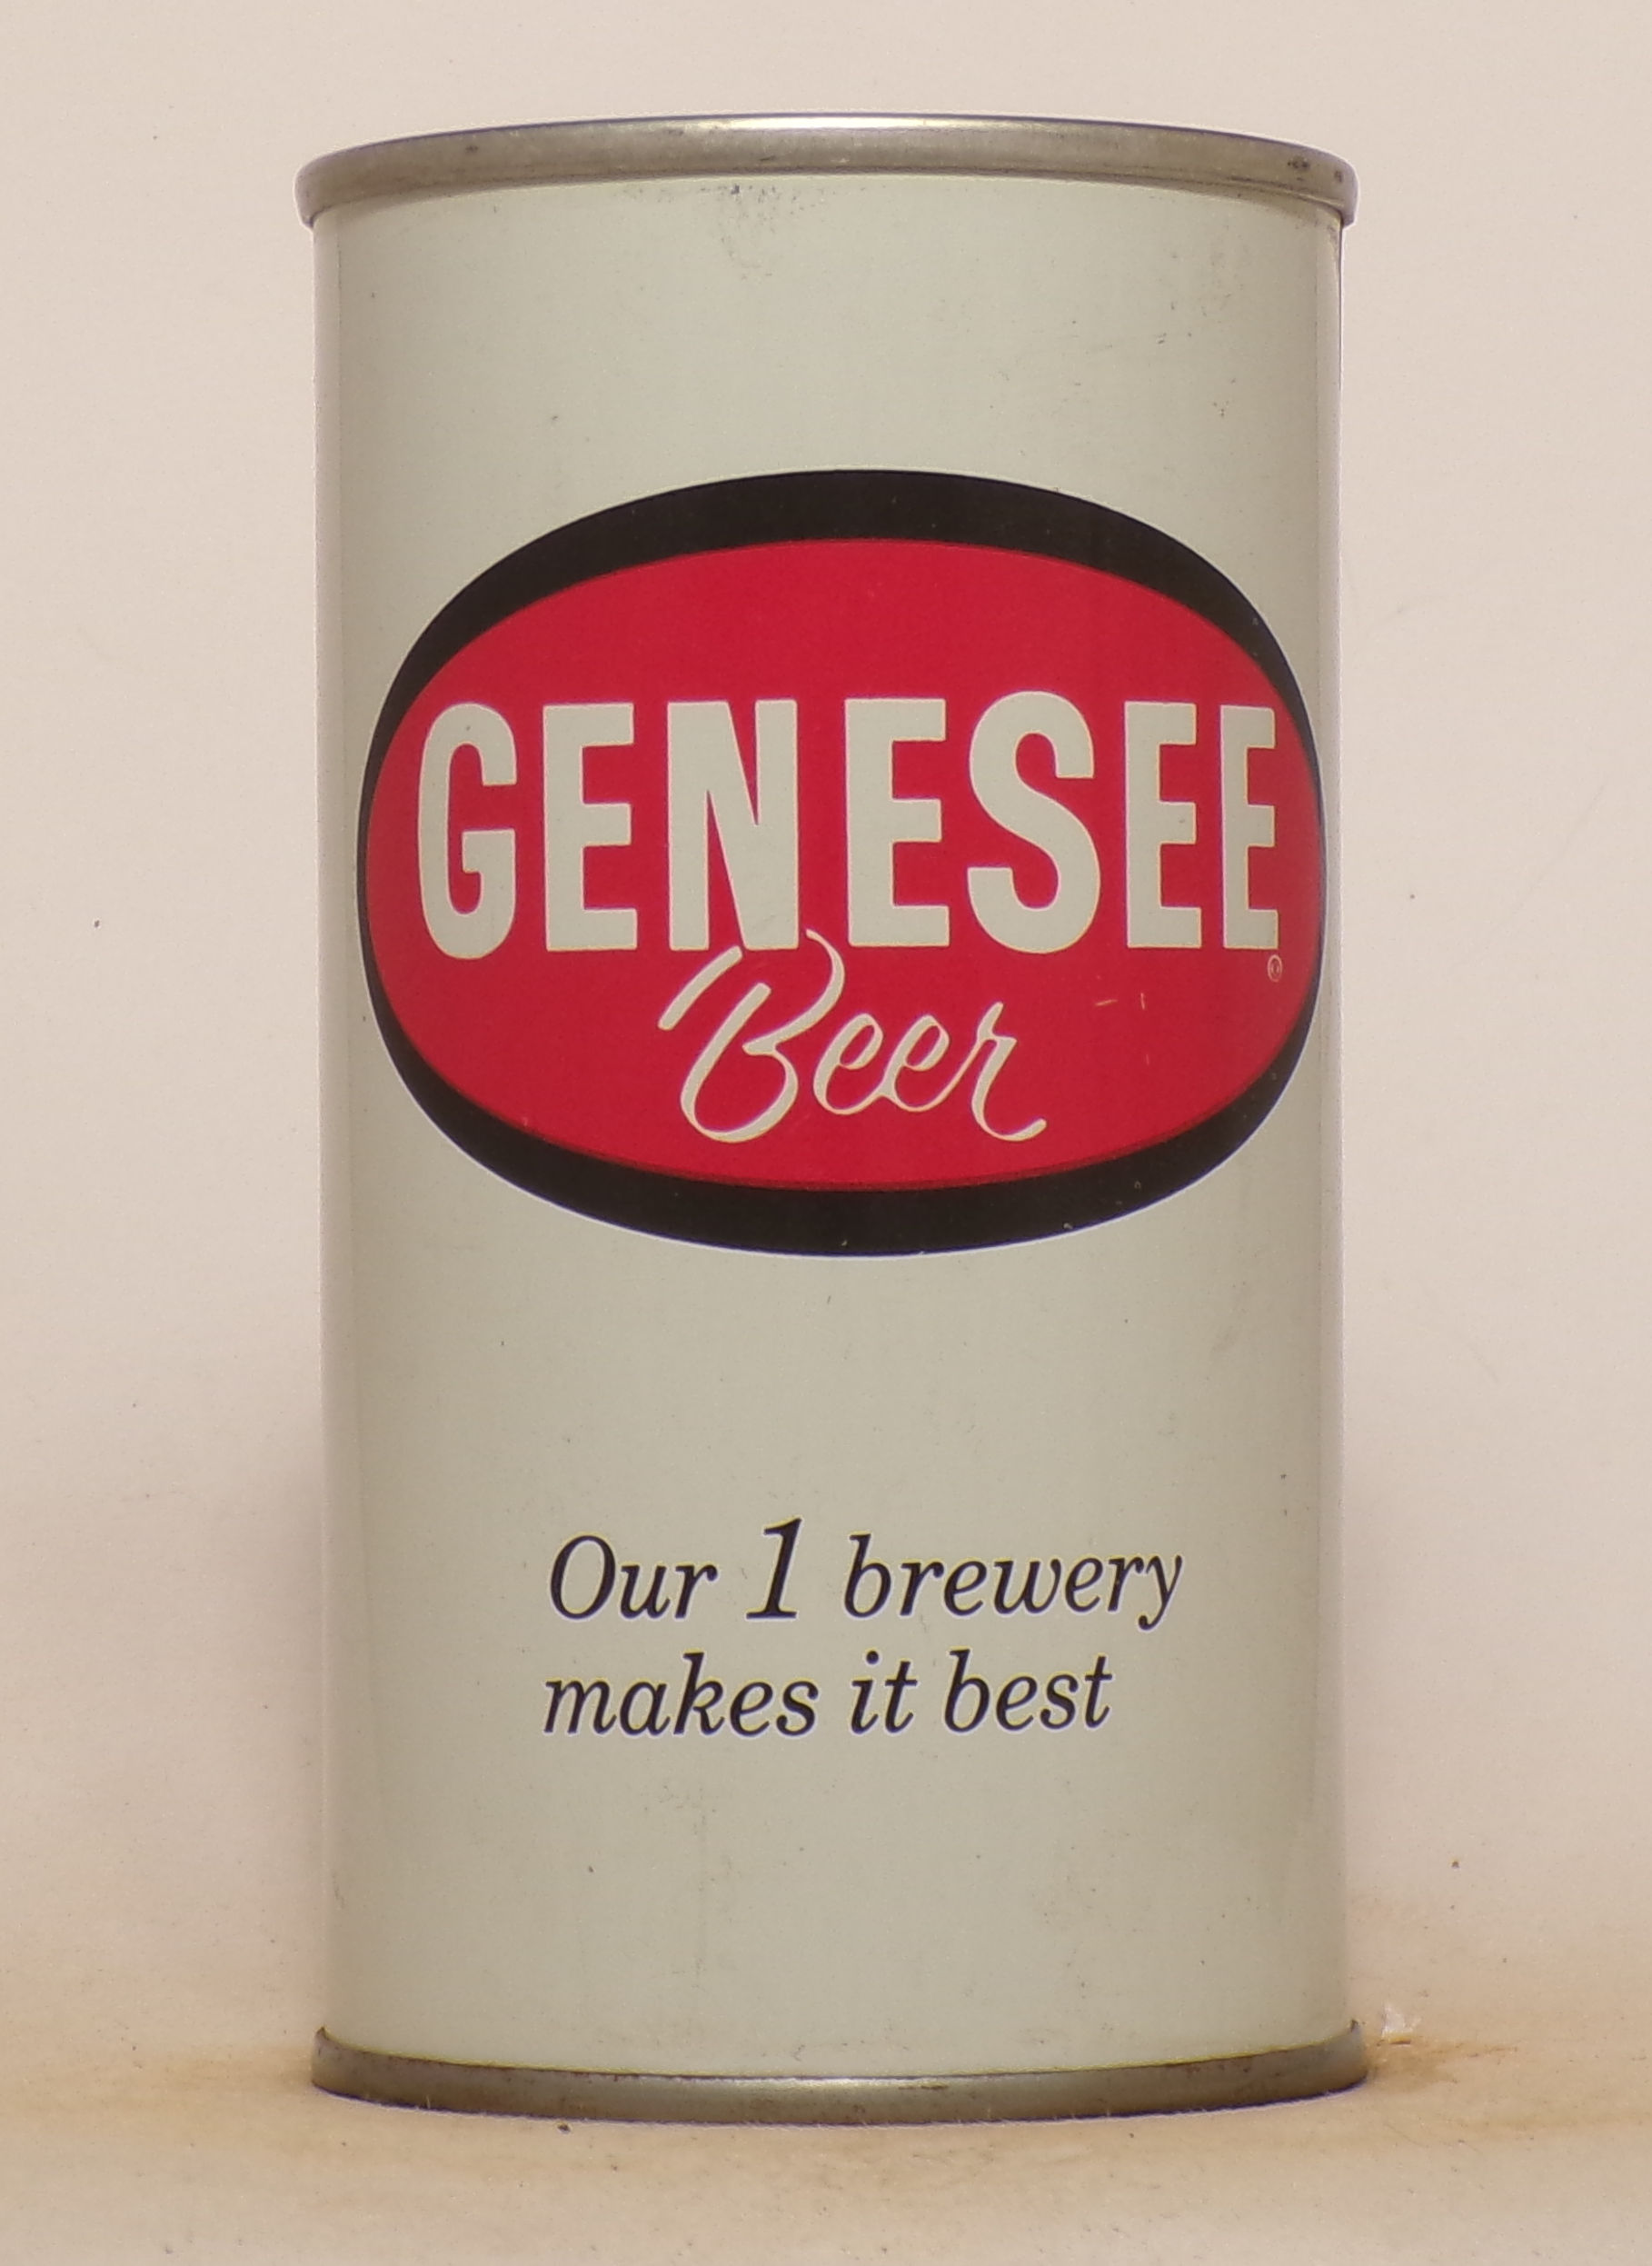 GENESEE
®
Beer
Our 1 brewery
makes it best